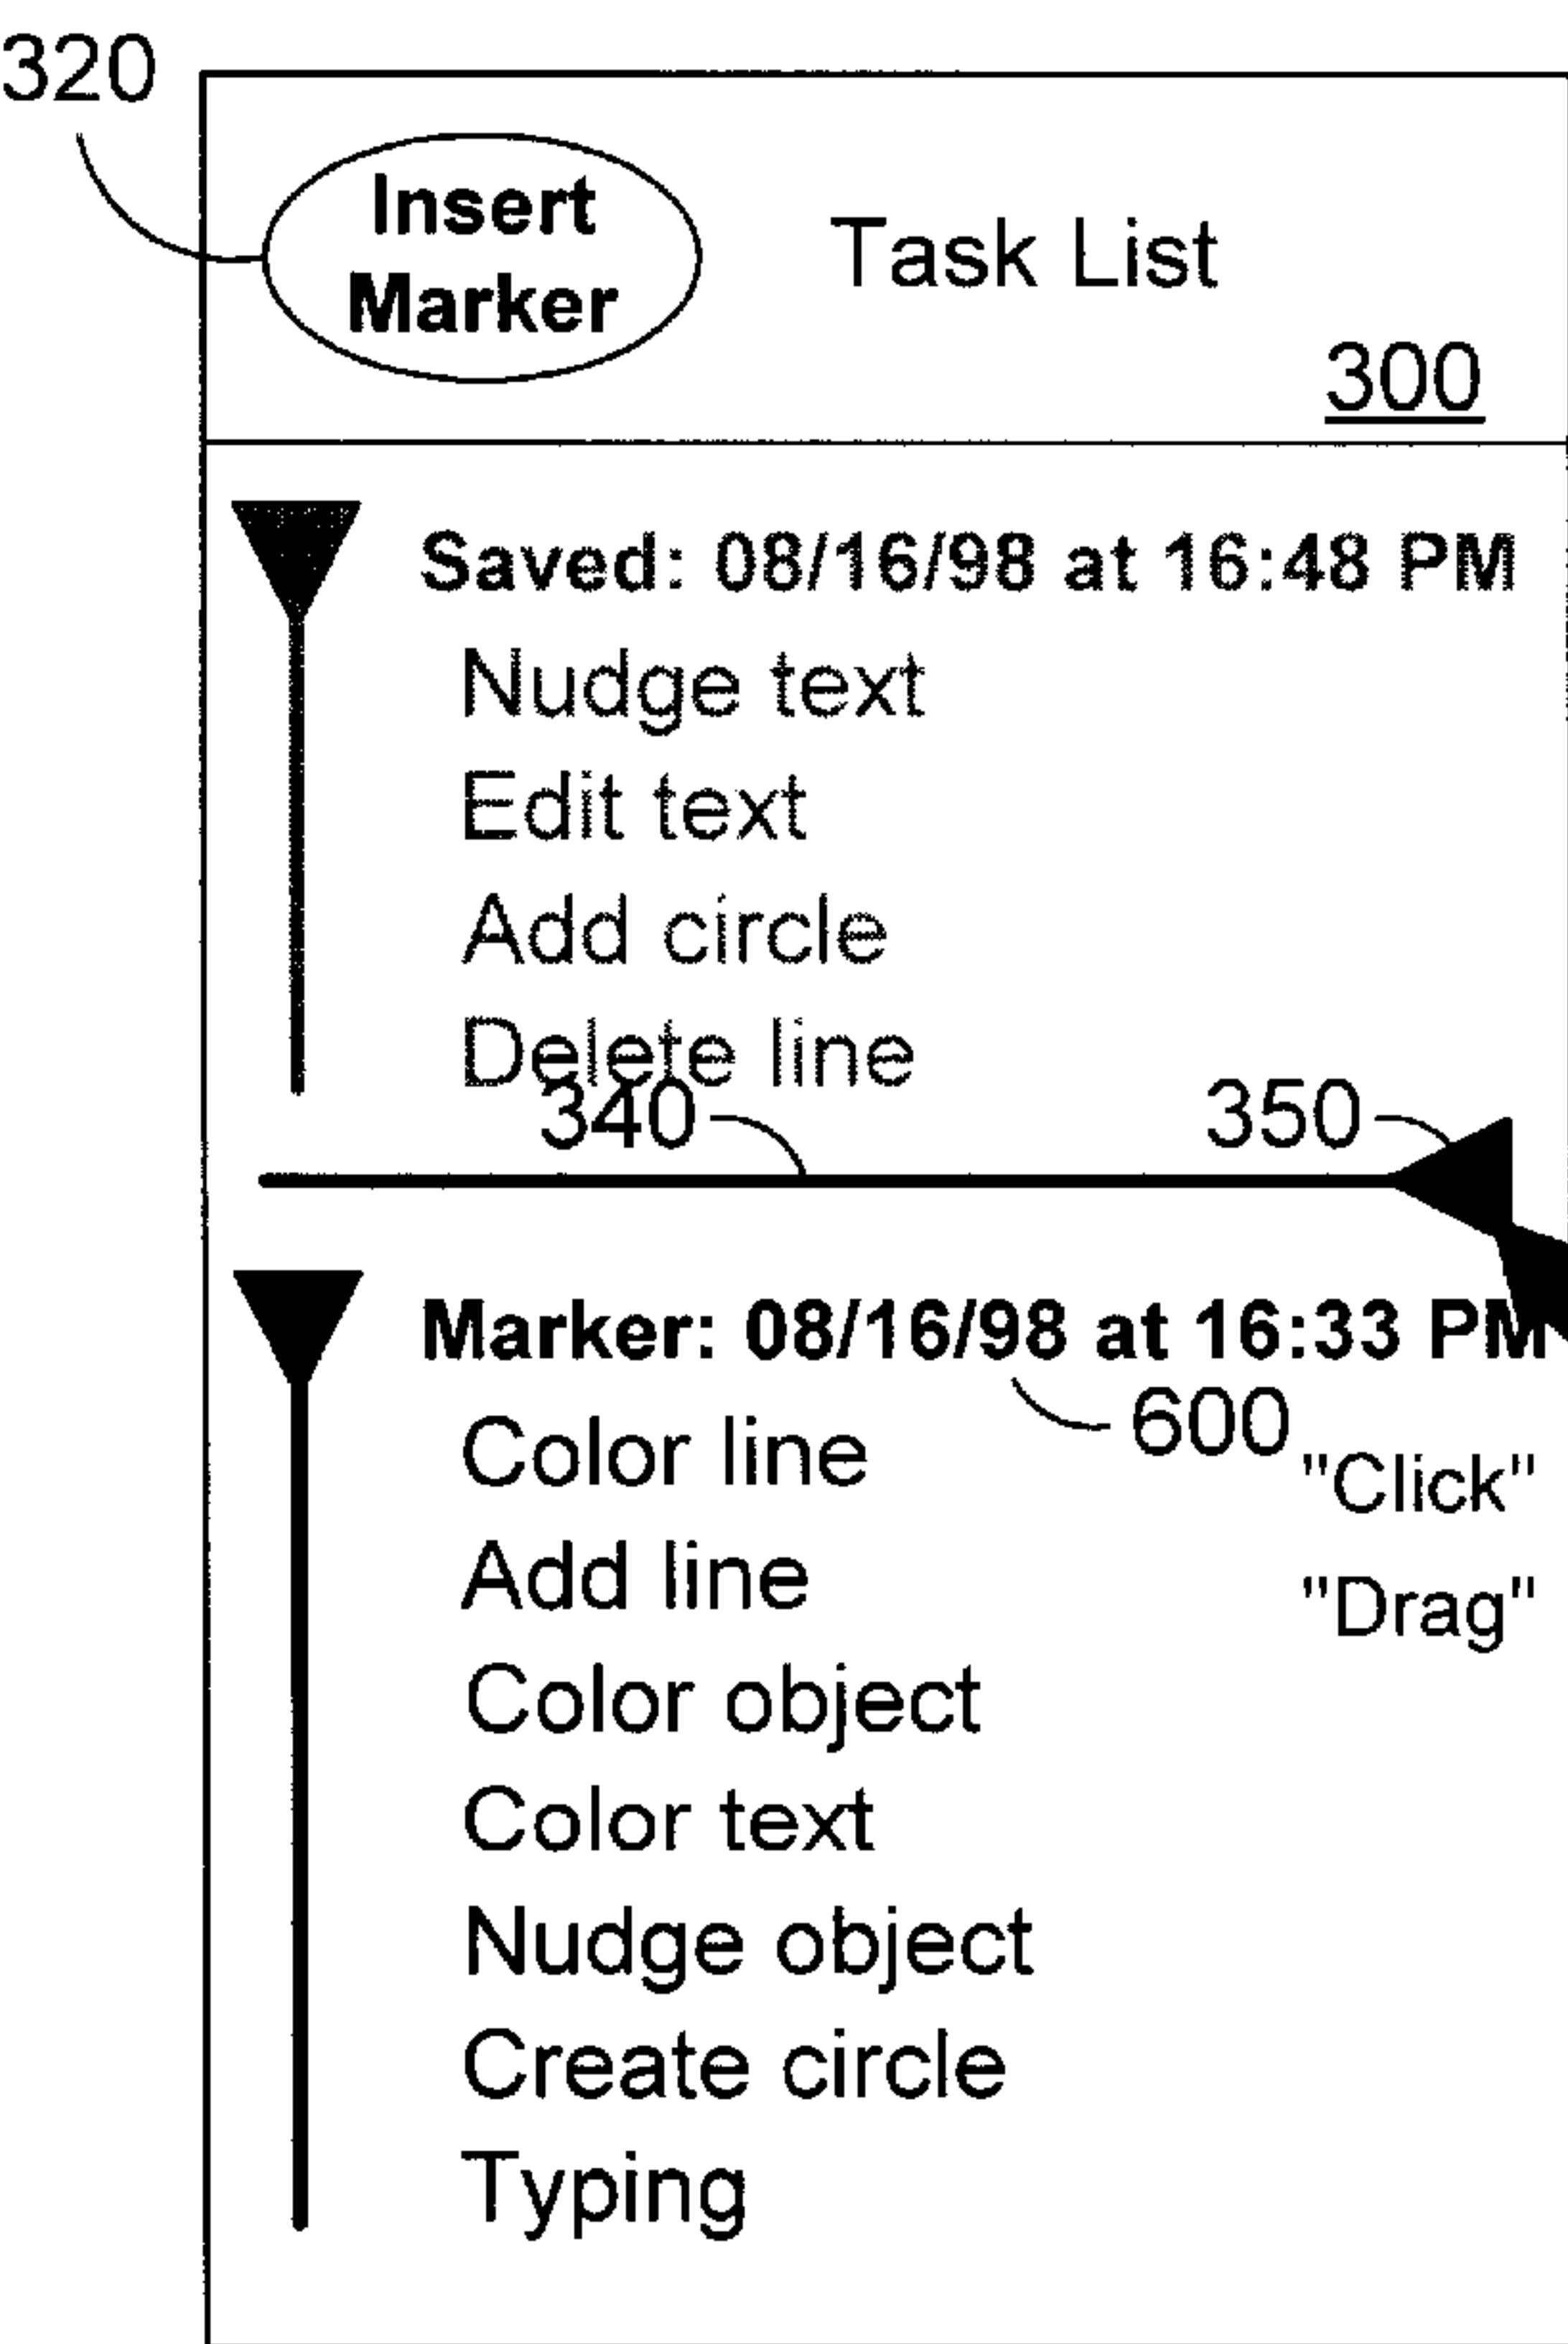 320
Insert
Marker
Task List
300
Saved: 08/16/98 at 16:48 PM
Nudge text
Edit text
Add circle
Delete line
340
350
Marker: 08/16/98 at 16:33 PM
600
Color line
"Click"
Add line
"Drag"
Color object
Color text
Nudge object
Create circle
Typing